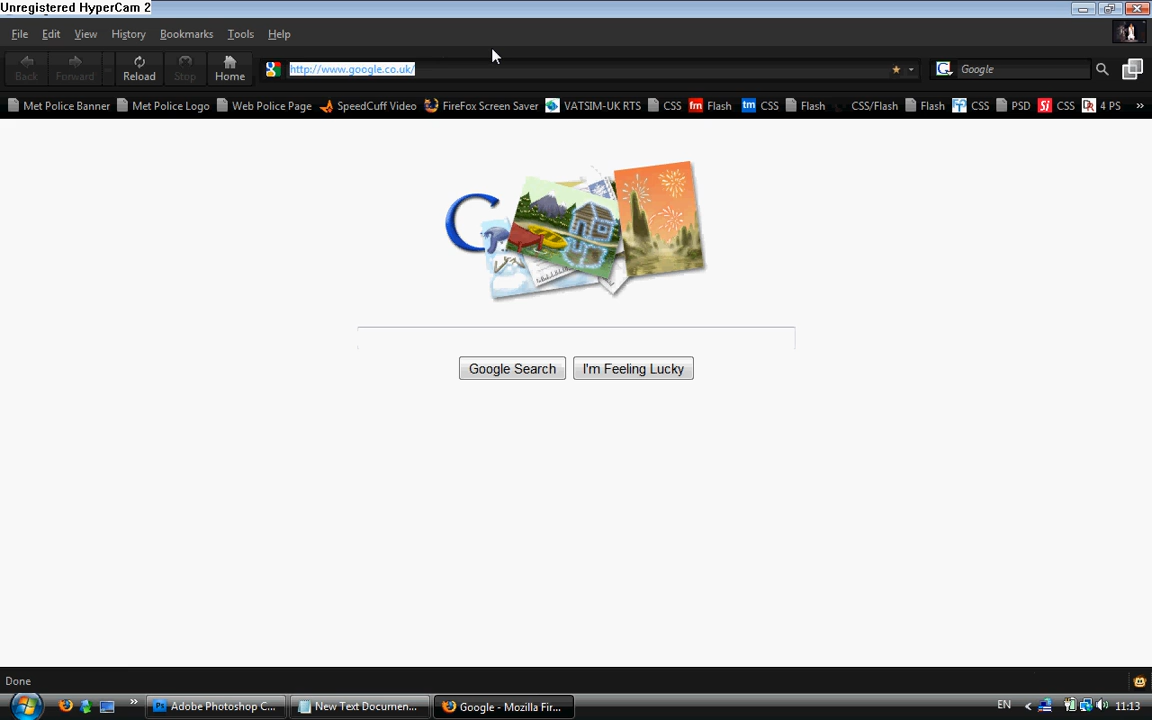 Unregistered HyperCam 2
File Edit View History Bookmarks Tools Help
Back Forward Reload Stop Home http://www.google.co.uk/ Google
Met Police Banner Met Police Logo Web Police Page SpeedCuff Video FireFox Screen Saver VATSIM-UK RTS CSS fm Flash tm CSS Flash CSS/Flash Flash CSS PSD CSS 4 PS »
Google Search I'm Feeling Lucky
Done
» Ps Adobe Photoshop C... New Text Documen... Google - Mozilla Fir... EN < 11:13